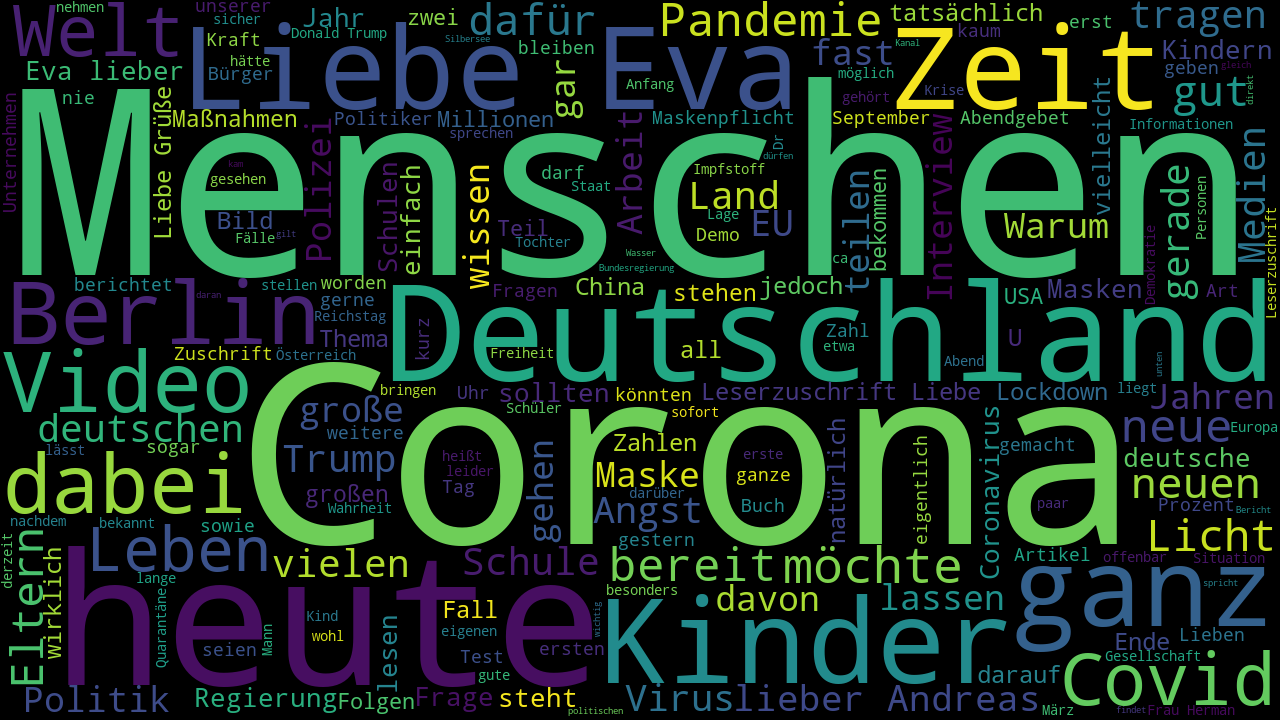 nehmen
unserer
Welt
sicher
Jahr
Donald Trump
zwei
dafür
Silbersee
Pandemie
tatsächlich
erst
tragen
Kraft
hätte
Liebe
bleiben
Eva
fast
Kanal
Zeit
kaum
Kindern
Eva lieber
Bürger
gar
Anfang
möglich
geben
gleich
nie
gehört
Krise
gut
direkt
Unternehmen
Menschen
Liebe Grüße
Maßnahmen
Polizei
Politiker
Millionen
sprechen
Arbeit
Maskenpflicht
Dr
dürfen
September
Interview
Abendgebet
vielleicht
Informationen
Medien
kam
gesehen
Schulen
einfach
wissen
darf
Staat
Impfstoff
Land
teilen
bekommen
gerade
Personen
Bild
Fälle
gilt
Teil
Tochter
Lage
Demo
EU
Warum
Demokratie
Leserzuschrift
Wasser
Bundesregierung
ca
berichtet
stellen
worden
Fragen
China
stehen
jedoch
USA
Masken
Art
Berlin
daran
gerne
Reichstag
Deutschland
Thema
kurz
Freiheit
all
Zahl
etwa
Abend
U
unten
Zuschrift
Österreich
Video
bringen
Uhr
sollten
könnten
Leserzuschrift Liebe
Lockdown
liegt
Jahren
deutschen
große
weitere
Schüler
sofort
neue
Europa
lässt
sogar
Corona
Trump
heißt
leider
Tag
gehen
Zahlen
Maske
erste
ganze
natürlich
eigentlich
Coronavirus
gemacht
deutsche
neuen
dabei
großen
Wahrheit
darüber
Angst
Buch
paar
Prozent
Bericht
nachdem
bekannt
sowie
gestern
Licht
derzeit
Eltern
wirklich
Leben
vielen
Schule
bereit
möchte
Artikel
offenbar
Situation
lange
Quarantäne
heute
besonders
davon
lassen
ganz
spricht
Kind
wohl
Mann
lesen
Fall
eigenen
wichtig
Kinder
Ende
Lieben
seien
Test
gute
ersten
darauf
Gesellschaft
Covid
Politik
Regierung
Folgen
Frage
steht
politischen
Virus
lieber Andreas
März
findet
Frau Herman